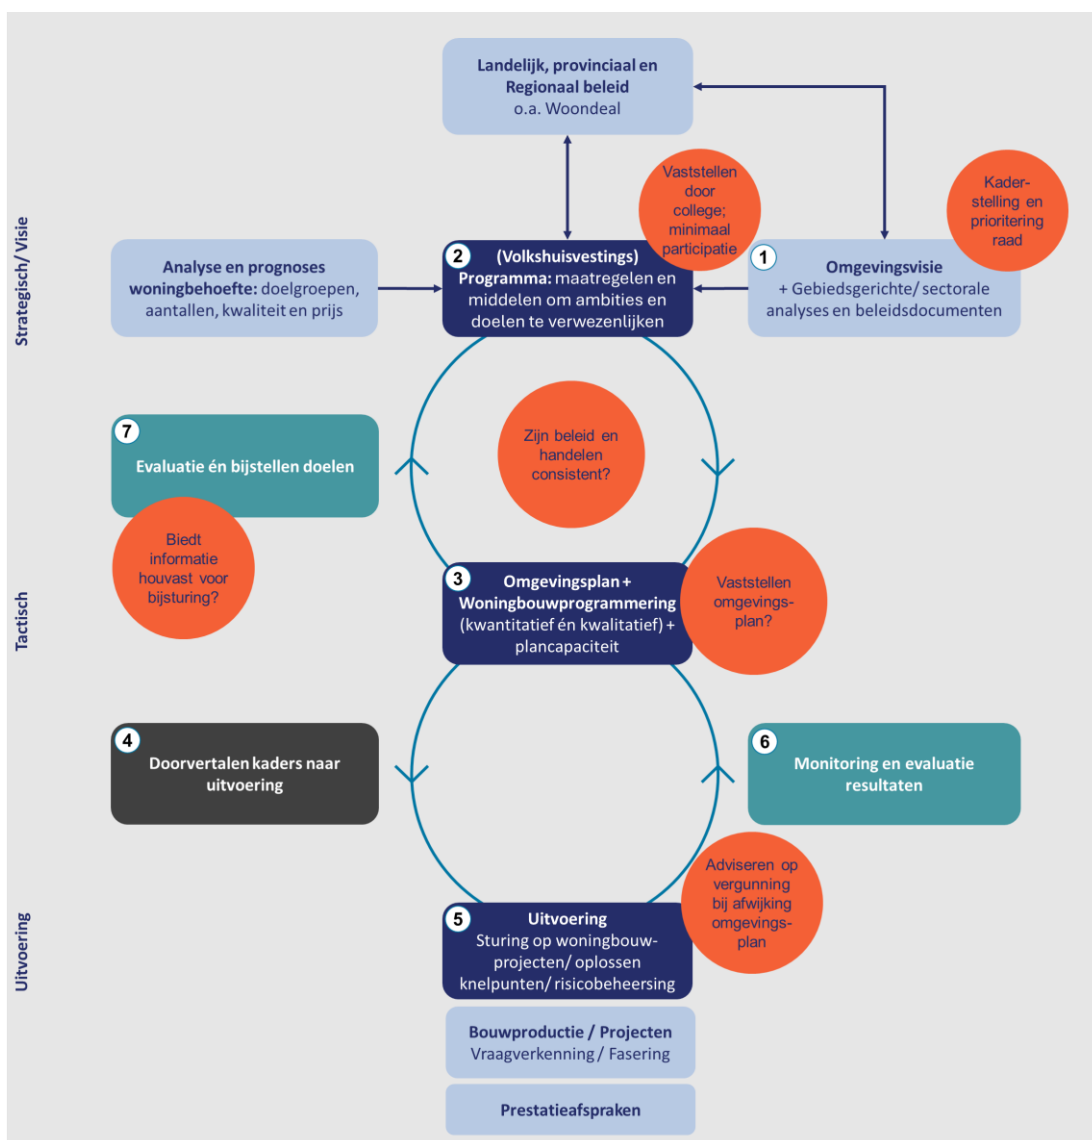 Landelijk, provinciaal en
Regionaal beleid
o.a. Woondeal
Vaststellen
door
college;
minimaal
participatie
Kader-
stelling en
prioritering
raad
Strategisch/ Visie
Analyse en prognoses
woningbehoefte: doelgroepen,
aantallen, kwaliteit en prijs
2
(Volkshuisvestings)
Programma: maatregelen en
middelen om ambities en
doelen te verwezenlijken
1
Omgevingsvisie
+ Gebiedsgerichte/ sectorale
analyses en beleidsdocumenten
7
Evaluatie én bijstellen doelen
Zijn beleid en
handelen
consistent?
Biedt
informatie
houvast voor
bijsturing?
Tactisch
3
Omgevingsplan +
Woningbouwprogrammering
(kwantitatief én kwalitatief) +
plancapaciteit
Vaststellen
omgevings-
plan?
4
Doorvertalen kaders naar
uitvoering
6
Monitoring en evaluatie
resultaten
Adviseren op
vergunning
bij afwijking
omgevings-
plan
Uitvoering
5
Uitvoering
Sturing op woningbouw-
projecten/ oplossen
knelpunten/ risicobeheersing
Bouwproductie / Projecten
Vraagverkenning / Fasering
Prestatieafspraken